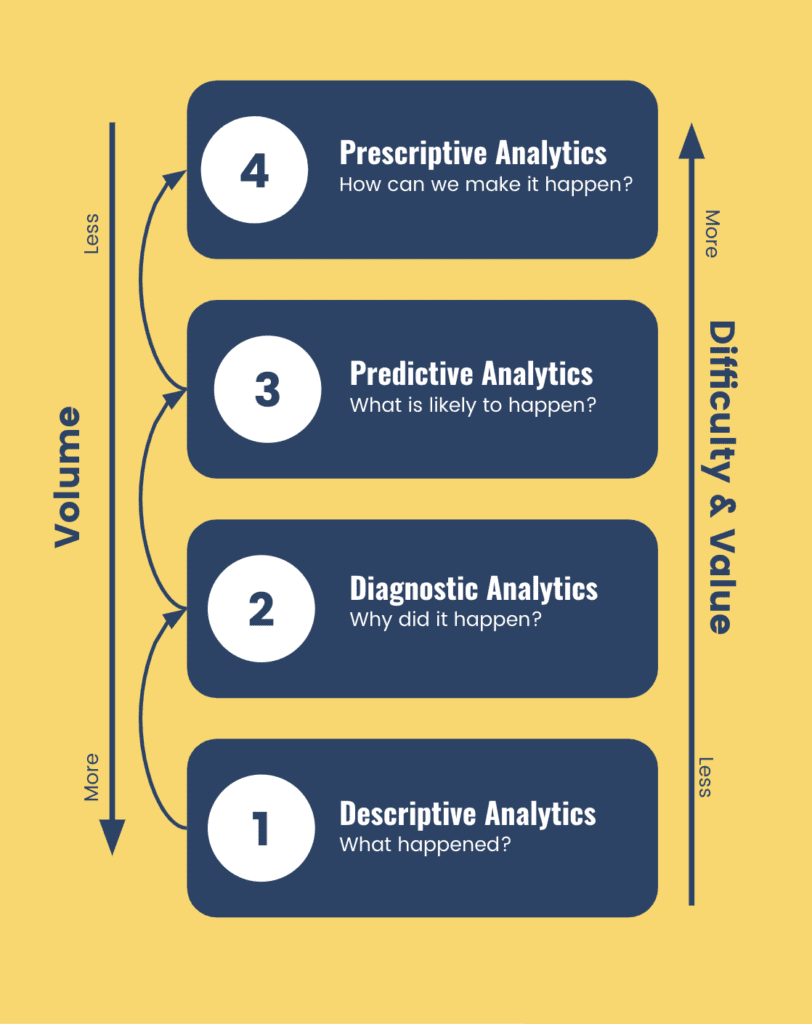 4
Prescriptive Analytics
How can we make it happen?
Less
More
3
Predictive Analytics
What is likely to happen?
Volume
Difficulty & Value
2
Diagnostic Analytics
Why did it happen?
More
Less
1
Descriptive Analytics
What happened?